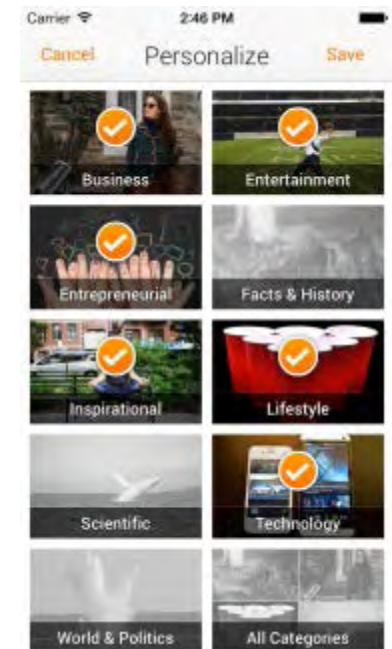 Carrier 2:46 PM
Cancel Personalize Save
Business Entertainment
Entrepreneurial Facts & History
Inspirational Lifestyle
Scientific Technology
World & Politics All Categories